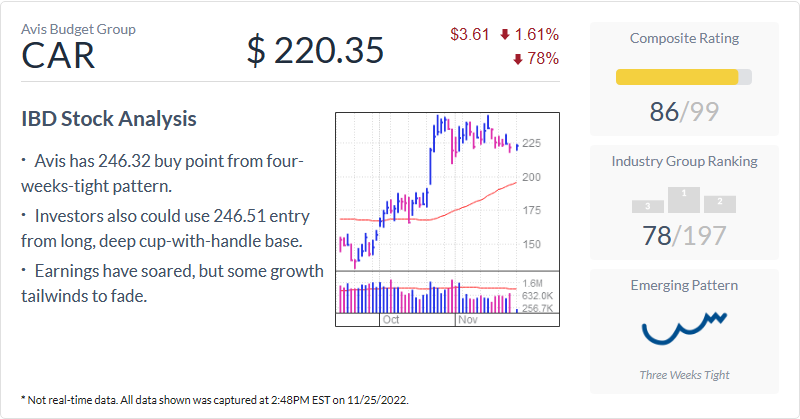 Avis Budget Group
CAR
$ 220.35
$3.61 1.61%
78%
IBD Stock Analysis
• Avis has 246.32 buy point from four-
weeks-tight pattern.
• Investors also could use 246.51 entry
from long, deep cup-with-handle base.
• Earnings have soared, but some growth
tailwinds to fade.
225
200
175
150
1.6M
632.0K
256.7K
Oct
Nov
Composite Rating
86/99
Industry Group Ranking
3
1
2
78/197
Emerging Pattern
Three Weeks Tight
* Not real-time data. All data shown was captured at 2:48PM EST on 11/25/2022.